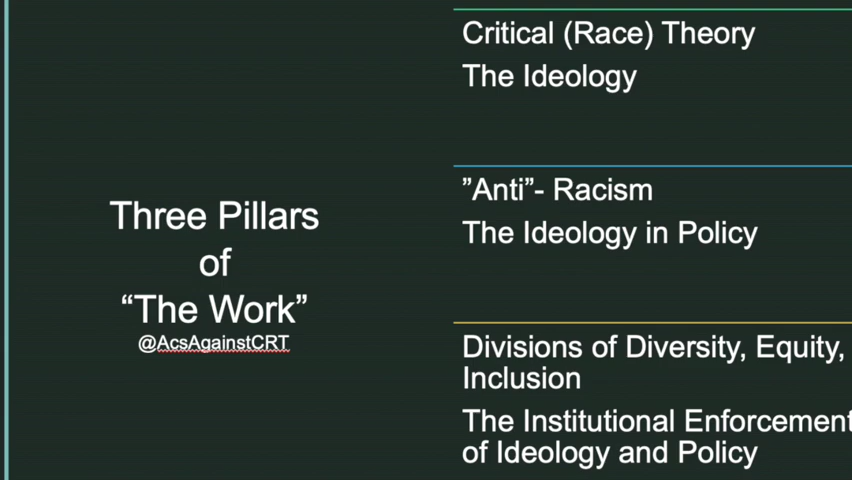 Three Pillars
of
“The Work”
@AcsAgainstCRT
Critical (Race) Theory
The Ideology
”Anti”- Racism
The Ideology in Policy
Divisions of Diversity, Equity,
Inclusion
The Institutional Enforcement
of Ideology and Policy